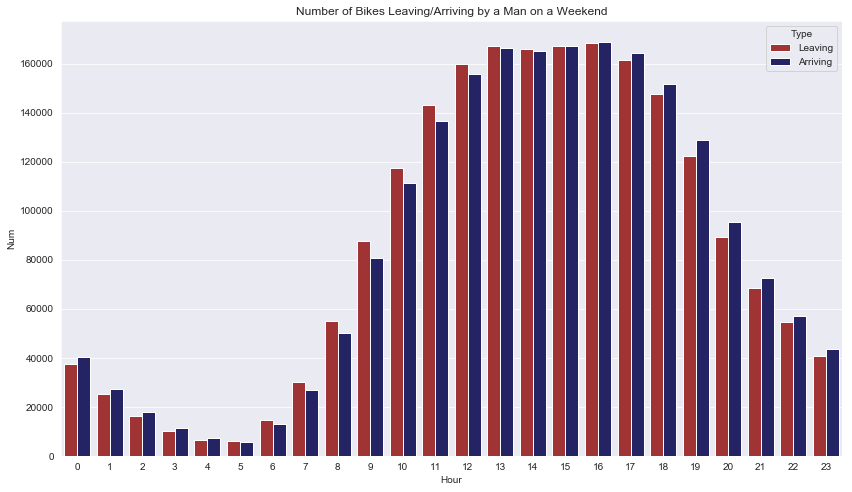 Number of Bikes Leaving/Arriving by a Man on a Weekend
Type
Leaving
Arriving
160000
140000
120000
100000
80000
60000
40000
20000
0
Num
0 1 2 3 4 5 6 7 8 9 10 11 12 13 14 15 16 17 18 19 20 21 22 23
Hour